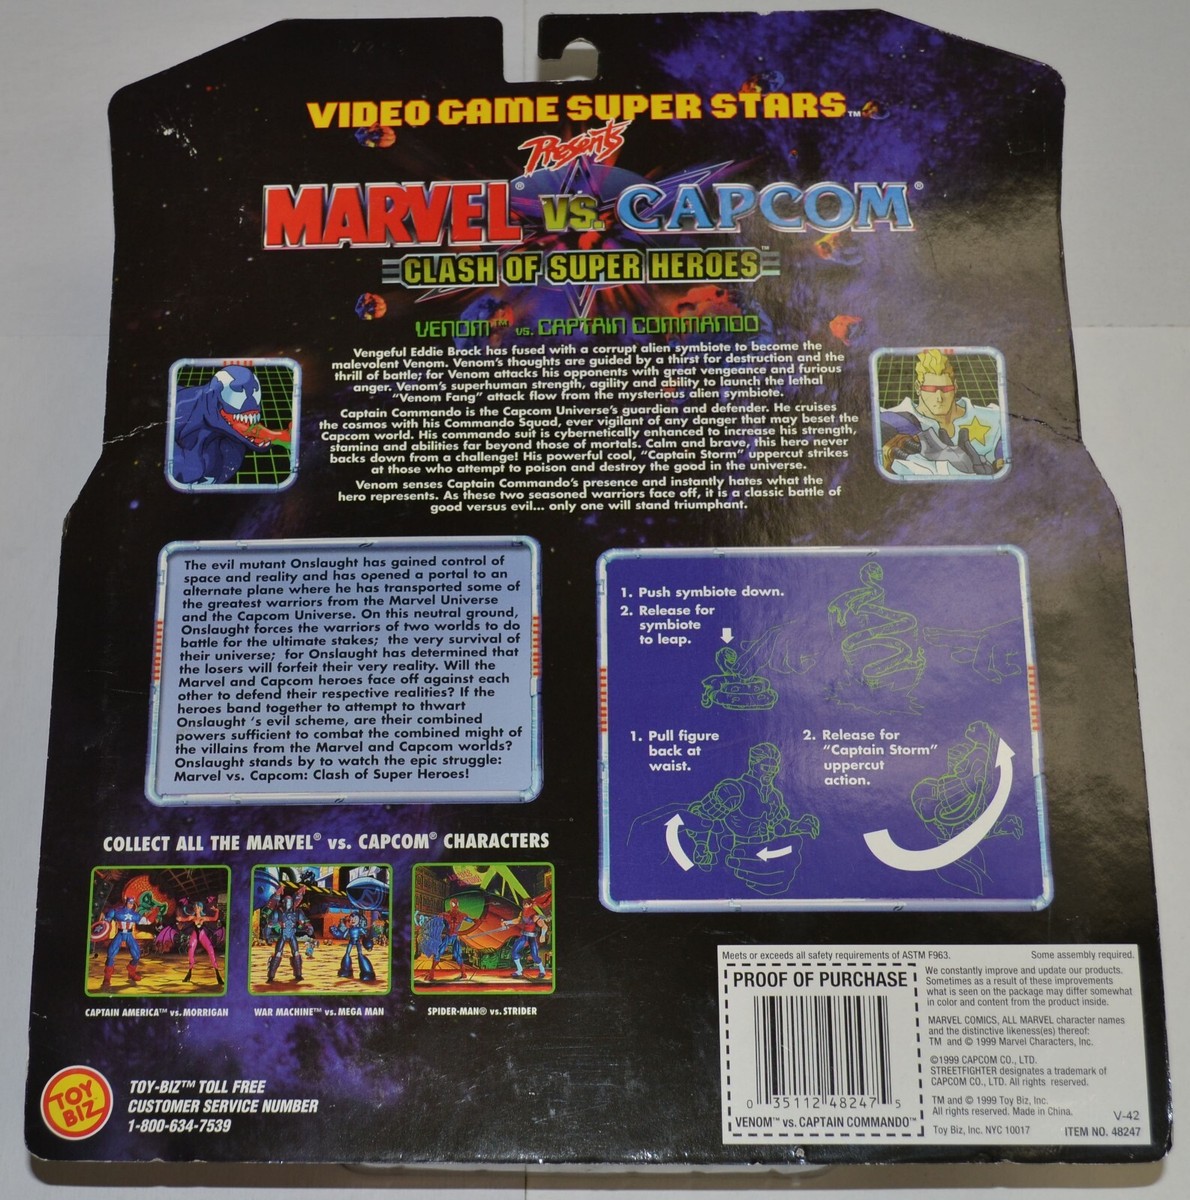 VIDEO GAME SUPER STARS™
Presents
MARVEL® VS. CAPCOM®
CLASH OF SUPER HEROES™
VENOM™ vs. CAPTAIN COMMANDO
Vengeful Eddie Brock has fused with a corrupt alien symbiote to become the
malevolent Venom. Venom's thoughts are guided by a thirst for destruction and the
thrill of battle; for Venom attacks his opponents with great vengeance and furious
anger. Venom's superhuman strength, agility and ability to launch the lethal
"Venom Fang" attack flow from the mysterious alien symbiote.
Captain Commando is the Capcom Universe's guardian and defender. He cruises
the cosmos with his Commando Squad, ever vigilant of any danger that may beset the
Capcom world. His commando suit is cybernetically enhanced to increase his strength,
stamina and abilities far beyond those of mortals. Calm and brave, this hero never
backs down from a challenge! His powerful cool, "Captain Storm" uppercut strikes
at those who attempt to poison and destroy the good in the universe.
Venom senses Captain Commando's presence and instantly hates what the
hero represents. As these two seasoned warriors face off, it is a classic battle of
good versus evil... only one will stand triumphant.
The evil mutant Onslaught has gained control of
space and reality and has opened a portal to an
alternate plane where he has transported some of
the greatest warriors from the Marvel Universe
and the Capcom Universe. On this neutral ground,
Onslaught forces the warriors of two worlds to do
battle for the ultimate stakes; the very survival of
their universe; for Onslaught has determined that
the losers will forfeit their very reality. Will the
Marvel and Capcom heroes face off against each
other to defend their respective realities? If the
heroes band together to attempt to thwart
Onslaught 's evil scheme, are their combined
powers sufficient to combat the combined might of
the villains from the Marvel and Capcom worlds?
Onslaught stands by to watch the epic struggle:
Marvel vs. Capcom: Clash of Super Heroes!
1. Push symbiote down.
2. Release for
symbiote
to leap.
1. Pull figure
back at
waist.
2. Release for
"Captain Storm"
uppercut
action.
COLLECT ALL THE MARVEL® vs. CAPCOM® CHARACTERS
CAPTAIN AMERICA™ vs. MORRIGAN
WAR MACHINE™ vs. MEGA MAN
SPIDER-MAN® vs. STRIDER
TOY BIZ
TOY-BIZ™ TOLL FREE
CUSTOMER SERVICE NUMBER
1-800-634-7539
Meets or exceeds all safety requirements of ASTM F963.
Some assembly required.
PROOF OF PURCHASE
0 35112 48247 5
VENOM™ vs. CAPTAIN COMMANDO™
We constantly improve and update our products.
Sometimes as a result of these improvements
what is seen on the package may differ somewhat
in color and content from the product inside.
MARVEL COMICS, ALL MARVEL character names
and the distinctive likeness(es) thereof:
TM and © 1999 Marvel Characters, Inc.
©1999 CAPCOM CO., LTD.
STREETFIGHTER designates a trademark of
CAPCOM CO., LTD. All rights reserved.
TM and © 1999 Toy Biz, Inc.
All rights reserved. Made in China.
V-42
Toy Biz, Inc. NYC 10017
ITEM NO. 48247